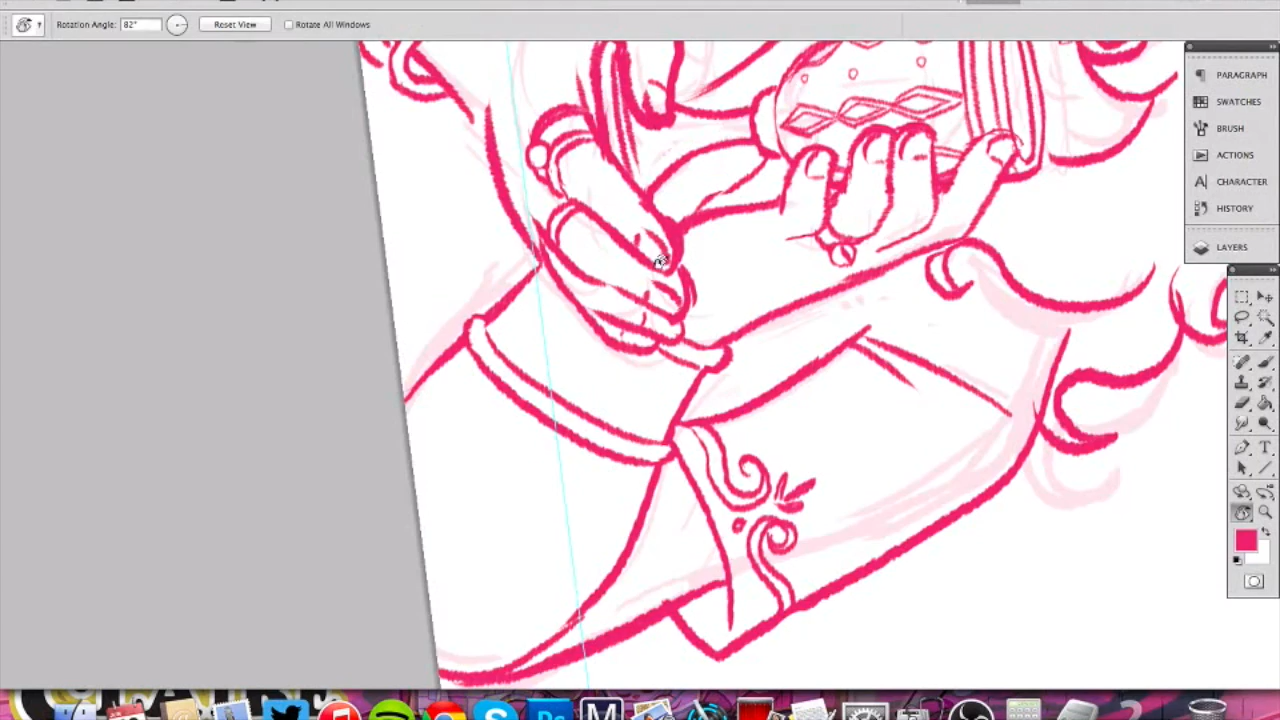 Rotation Angle: 82° Reset View Rotate All Windows
PARAGRAPH
SWATCHES
BRUSH
ACTIONS
CHARACTER
HISTORY
LAYERS